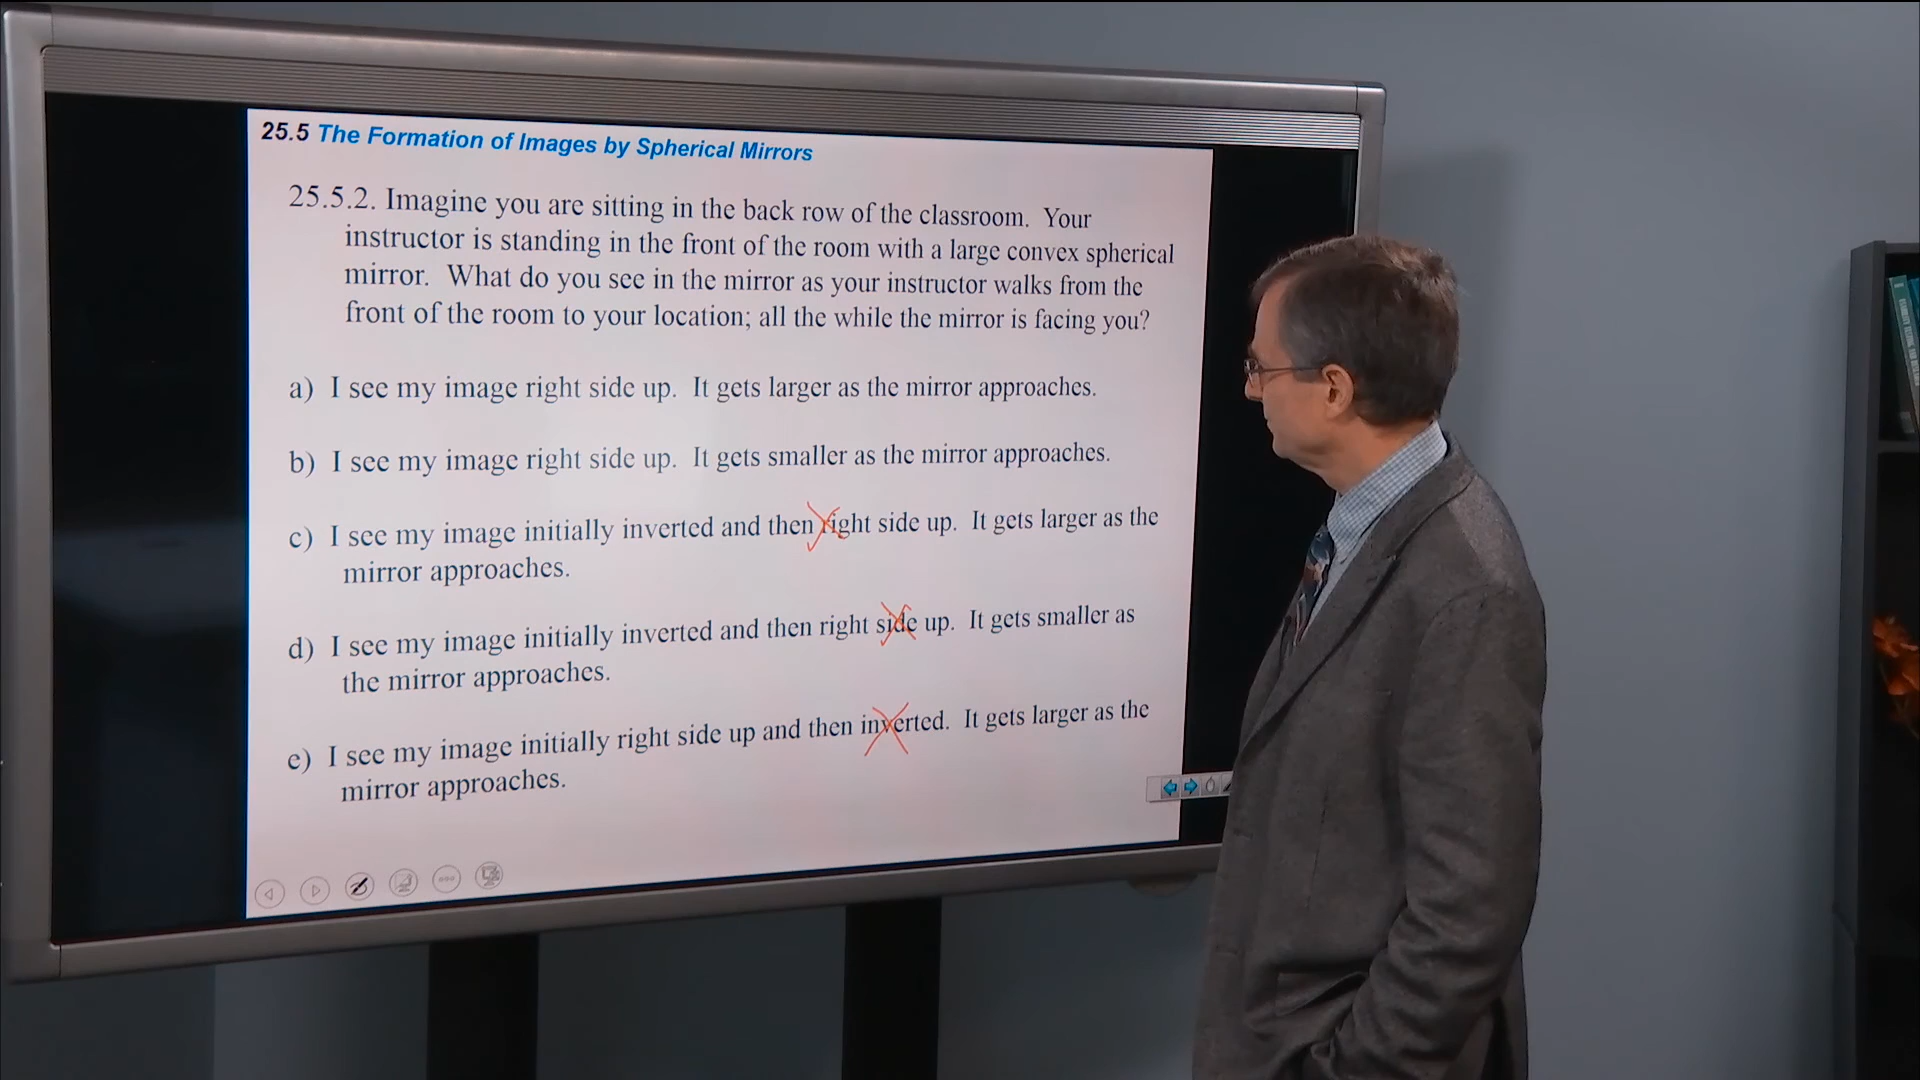 25.5 The Formation of Images by Spherical Mirrors
25.5.2. Imagine you are sitting in the back row of the classroom. Your
instructor is standing in the front of the room with a large convex spherical
mirror. What do you see in the mirror as your instructor walks from the
front of the room to your location; all the while the mirror is facing you?
a) I see my image right side up. It gets larger as the mirror approaches.
b) I see my image right side up. It gets smaller as the mirror approaches.
c) I see my image initially inverted and then right side up. It gets larger as the
mirror approaches.
d) I see my image initially inverted and then right side up. It gets smaller as
the mirror approaches.
e) I see my image initially right side up and then inverted. It gets larger as the
mirror approaches.